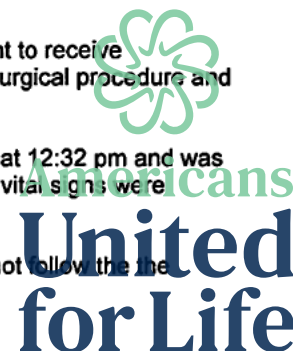 nt to receive
urgical procedure and
at 12:32 pm and was
Americans
vital signs were
United
not follow the the
for Life